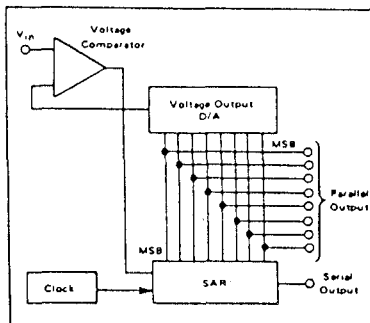 Vin
Voltage
Comparator
Voltage Output
D/A
MSB
Parallel
Output
MSB
SAR
Clock
Serial
Output